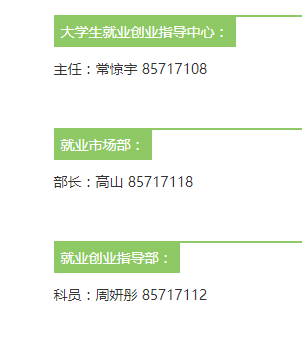 大学生就业创业指导中心：
主任：常惊宇 85717108
就业市场部：
部长：高山 85717118
就业创业指导部：
科员：周妍彤 85717112